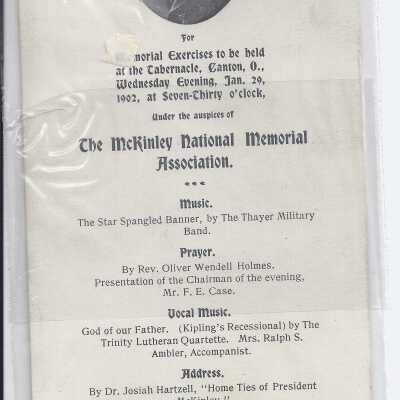 For
Memorial Exercises to be held
at the Tabernacle, Canton, O.,
Wednesday Evening, Jan. 29,
1902, at Seven-Thirty o'clock,
Under the auspices of
The McKinley National Memorial
Association.
Music.
The Star Spangled Banner, by The Thayer Military
Band.
Prayer.
By Rev. Oliver Wendell Holmes.
Presentation of the Chairman of the evening,
Mr. F. E. Case.
Vocal Music.
God of our Father. (Kipling's Recessional) by The
Trinity Lutheran Quartette. Mrs. Ralph S.
Ambler, Accompanist.
Address.
By Dr. Josiah Hartzell, "Home Ties of President
McKinley."